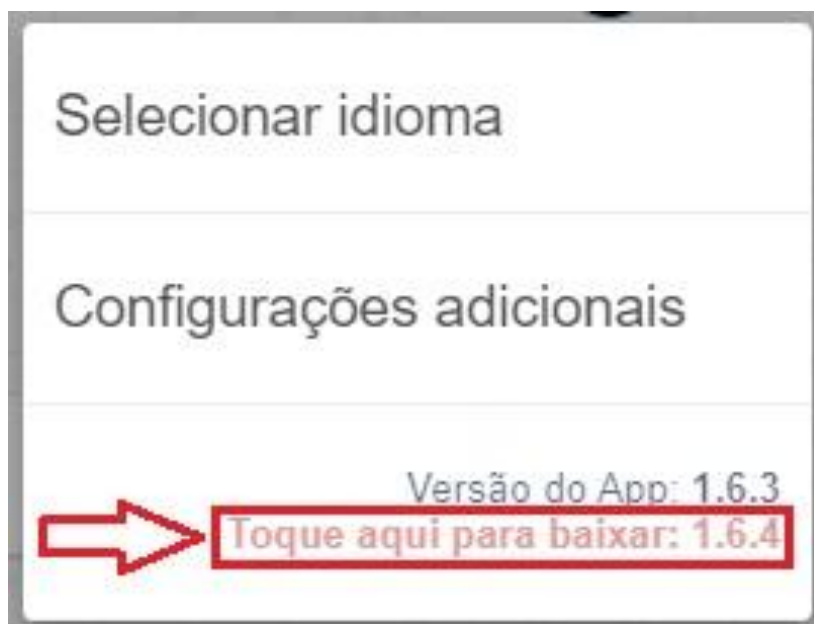 Selecionar idioma
Configurações adicionais
Versão do App: 1.6.3
Toque aqui para baixar: 1.6.4